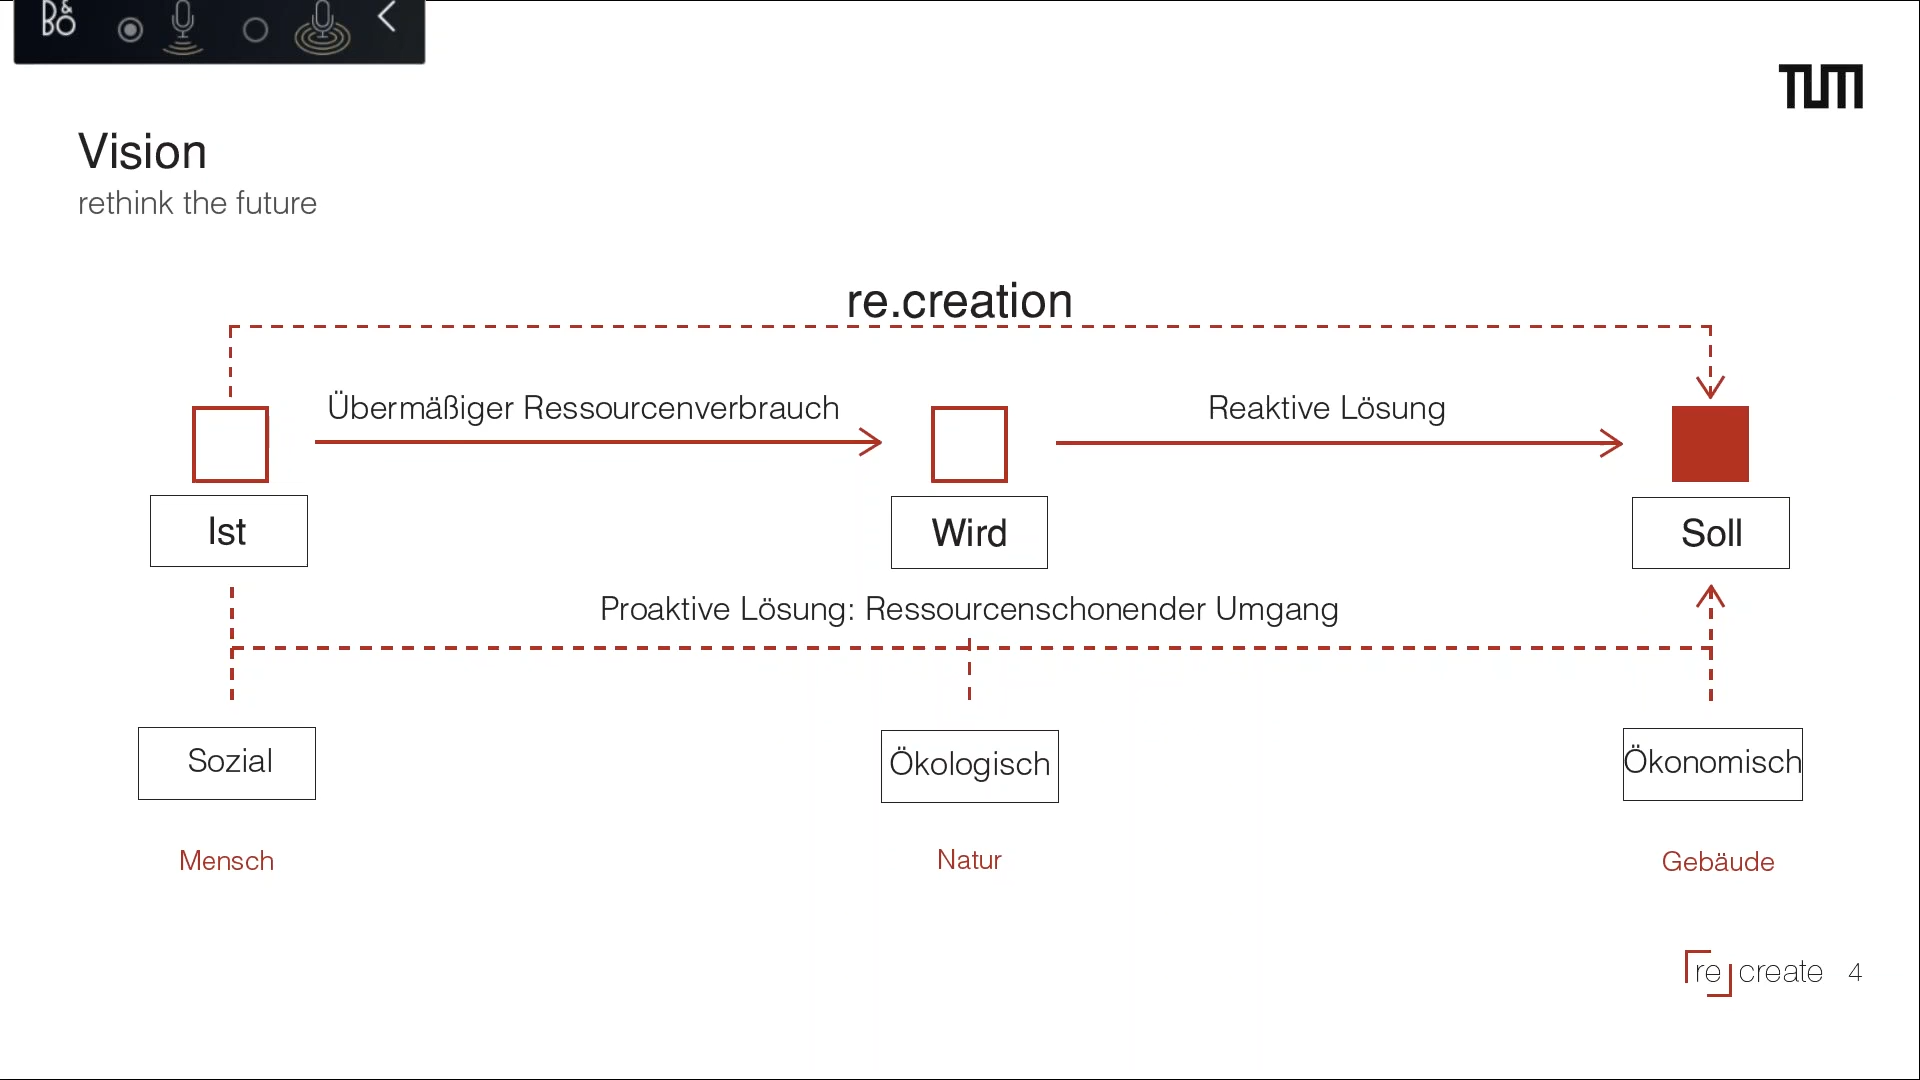 B&O
TUM
Vision
rethink the future
re.creation
Übermäßiger Ressourcenverbrauch
Reaktive Lösung
Ist
Wird
Soll
Proaktive Lösung: Ressourcenschonender Umgang
Sozial
Ökologisch
Ökonomisch
Mensch
Natur
Gebäude
re create 4